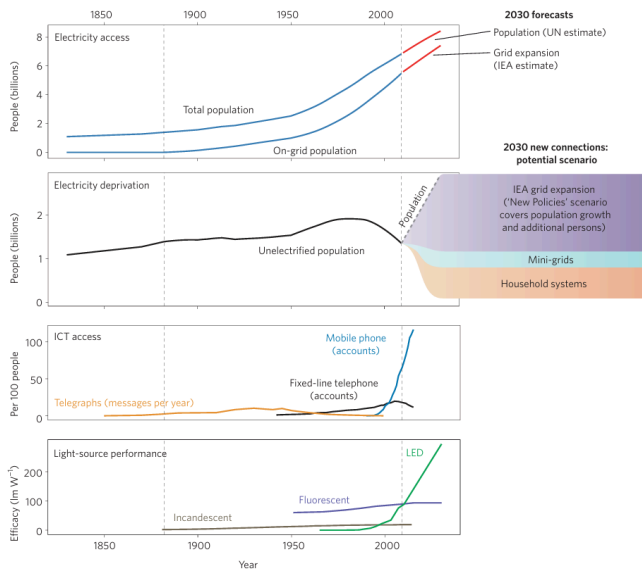 1850
1900
1950
2000
2030 forecasts
Electricity access
Population (UN estimate)
Grid expansion
(IEA estimate)
8
6
4
2
0
People (billions)
Total population
On-grid population
2030 new connections:
potential scenario
Electricity deprivation
Population
IEA grid expansion
('New Policies' scenario
covers population growth
and additional persons)
2
1
0
People (billions)
Unelectrified population
Mini-grids
Household systems
ICT access
Mobile phone
(accounts)
100
50
0
Per 100 people
Fixed-line telephone
(accounts)
Telegraphs (messages per year)
Light-source performance
LED
200
100
0
Efficacy (lm W⁻¹)
Fluorescent
Incandescent
1850
1900
1950
2000
Year